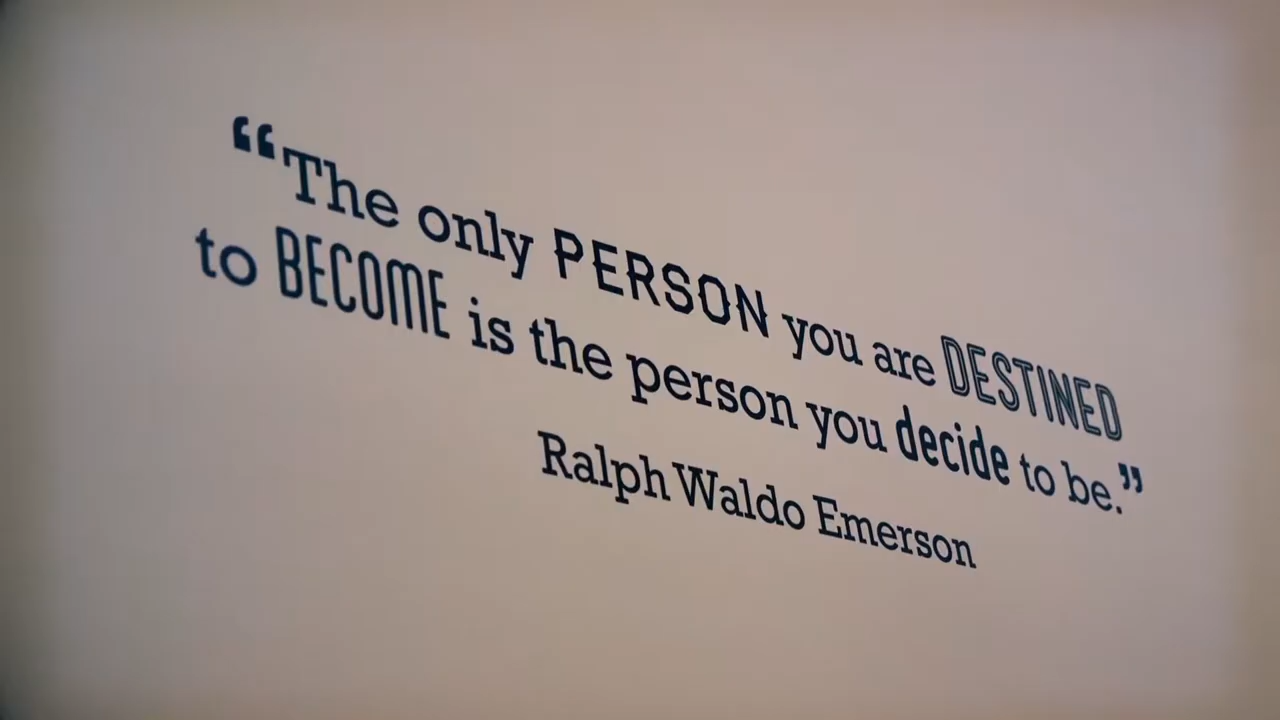 “The only PERSON you are DESTINED
to BECOME is the person you decide to be.”
Ralph Waldo Emerson